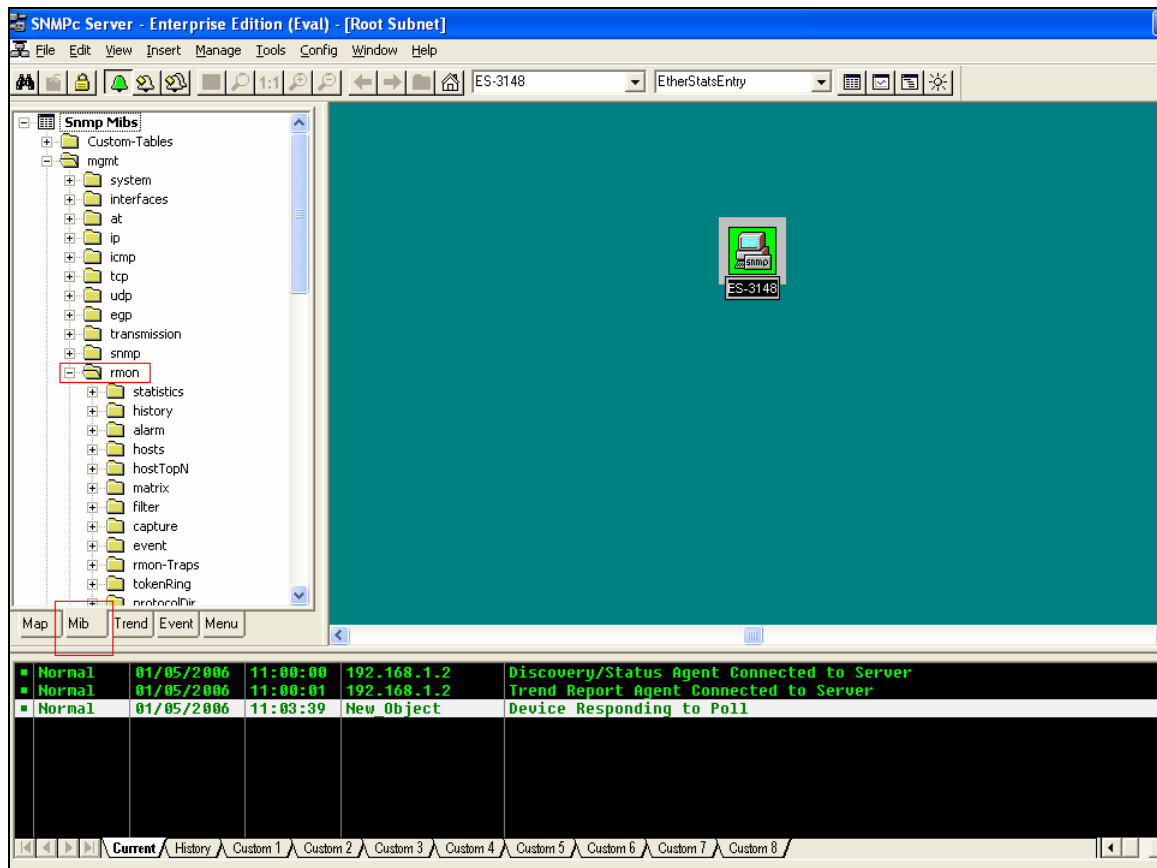 SNMPc Server - Enterprise Edition (Eval) - [Root Subnet]
File Edit View Insert Manage Tools Config Window Help
1:1 ES-3148 EtherStatsEntry
Snmp Mibs
Custom-Tables
mgmt
system
interfaces
at
ip
icmp
tcp
udp
egp
transmission
snmp
rmon
statistics
history
alarm
hosts
hostTopN
matrix
filter
capture
event
rmon-Traps
tokenRing
protocolDir
snmp
ES-3148
Map Mib Trend Event Menu
Normal 01/05/2006 11:00:00 192.168.1.2 Discovery/Status Agent Connected to Server
Normal 01/05/2006 11:00:01 192.168.1.2 Trend Report Agent Connected to Server
Normal 01/05/2006 11:03:39 New_Object Device Responding to Poll
Current History Custom 1 Custom 2 Custom 3 Custom 4 Custom 5 Custom 6 Custom 7 Custom 8